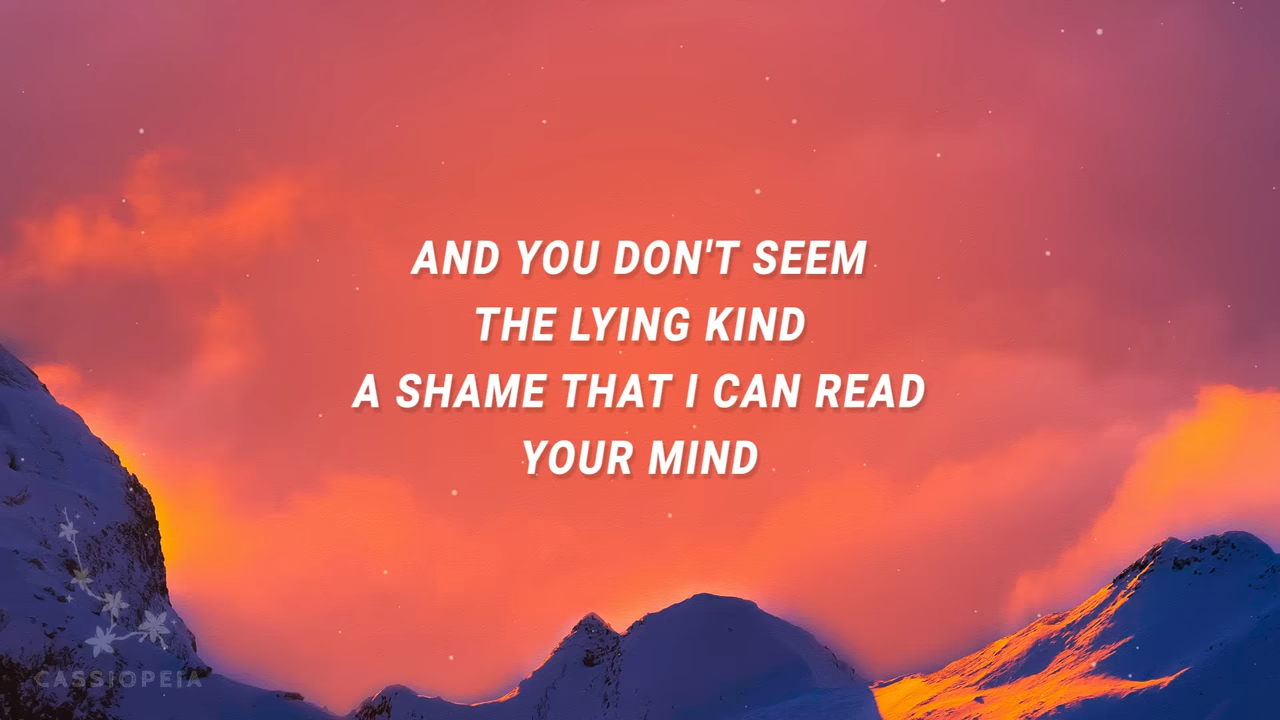 AND YOU DON'T SEEM
THE LYING KIND
A SHAME THAT I CAN READ
YOUR MIND
CASSIOPEIA